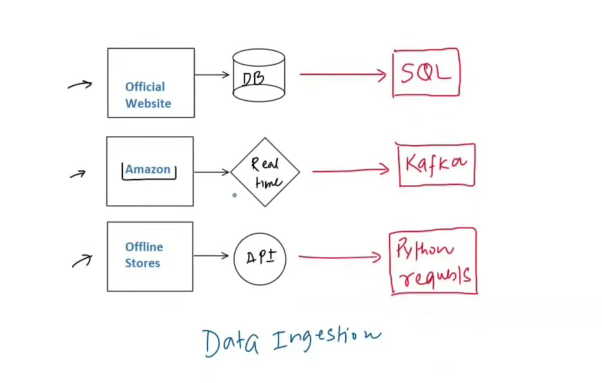 Official
Website
DB
SQL
Amazon
Real
time
Kafka
Offline
Stores
API
Python
requests
Data Ingestion